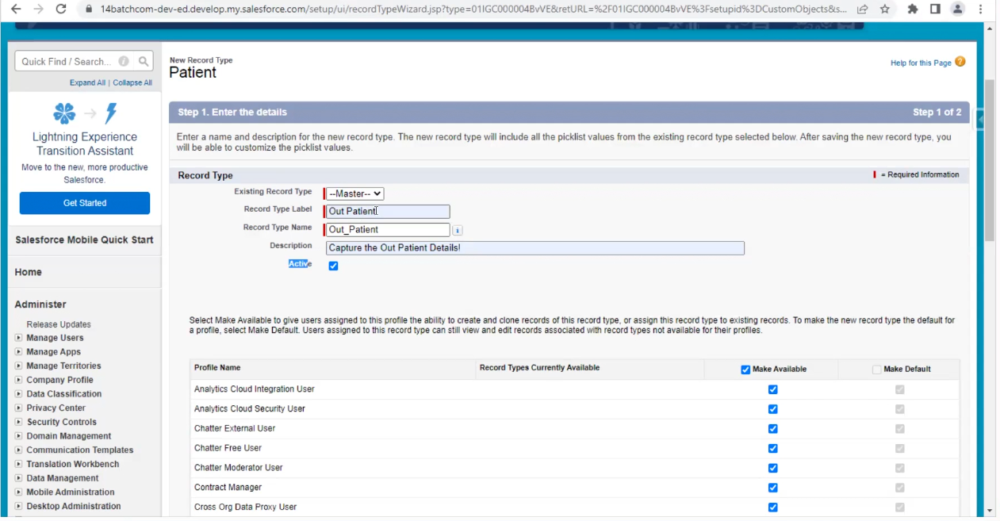 14batchcom-dev-ed.develop.my.salesforce.com/setup/ui/recordTypeWizard.jsp?type=01IGC000004BvVE&retURL=%2F01IGC000004BvVE%3Fsetupid%3DCustomObjects&s...
Quick Find / Search...
Expand All | Collapse All
Lightning Experience
Transition Assistant
Move to the new, more productive
Salesforce.
Get Started
Salesforce Mobile Quick Start
Home
Administer
Release Updates
Manage Users
Manage Apps
Manage Territories
Company Profile
Data Classification
Privacy Center
Security Controls
Domain Management
Communication Templates
Translation Workbench
Data Management
Mobile Administration
Desktop Administration
New Record Type
Patient
Help for this Page
Step 1. Enter the details Step 1 of 2
Enter a name and description for the new record type. The new record type will include all the picklist values from the existing record type selected below. After saving the new record type, you
will be able to customize the picklist values.
Record Type = Required Information
Existing Record Type --Master--
Record Type Label Out Patient
Record Type Name Out_Patient
Description Capture the Out Patient Details!
Active
Select Make Available to give users assigned to this profile the ability to create and clone records of this record type, or assign this record type to existing records. To make the new record type the default for
a profile, select Make Default. Users assigned to this record type can still view and edit records associated with record types not available for their profiles.
Profile Name Record Types Currently Available Make Available Make Default
Analytics Cloud Integration User
Analytics Cloud Security User
Chatter External User
Chatter Free User
Chatter Moderator User
Contract Manager
Cross Org Data Proxy User